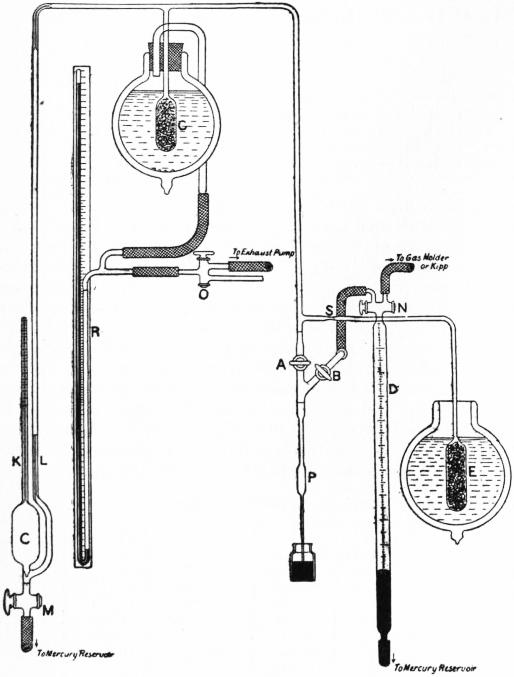 G
To Exhaust Pump
O
R
To Gas Holder
or Kipp
S
N
A
B
D
K
L
P
E
C
M
To Mercury Reservoir
To Mercury Reservoir